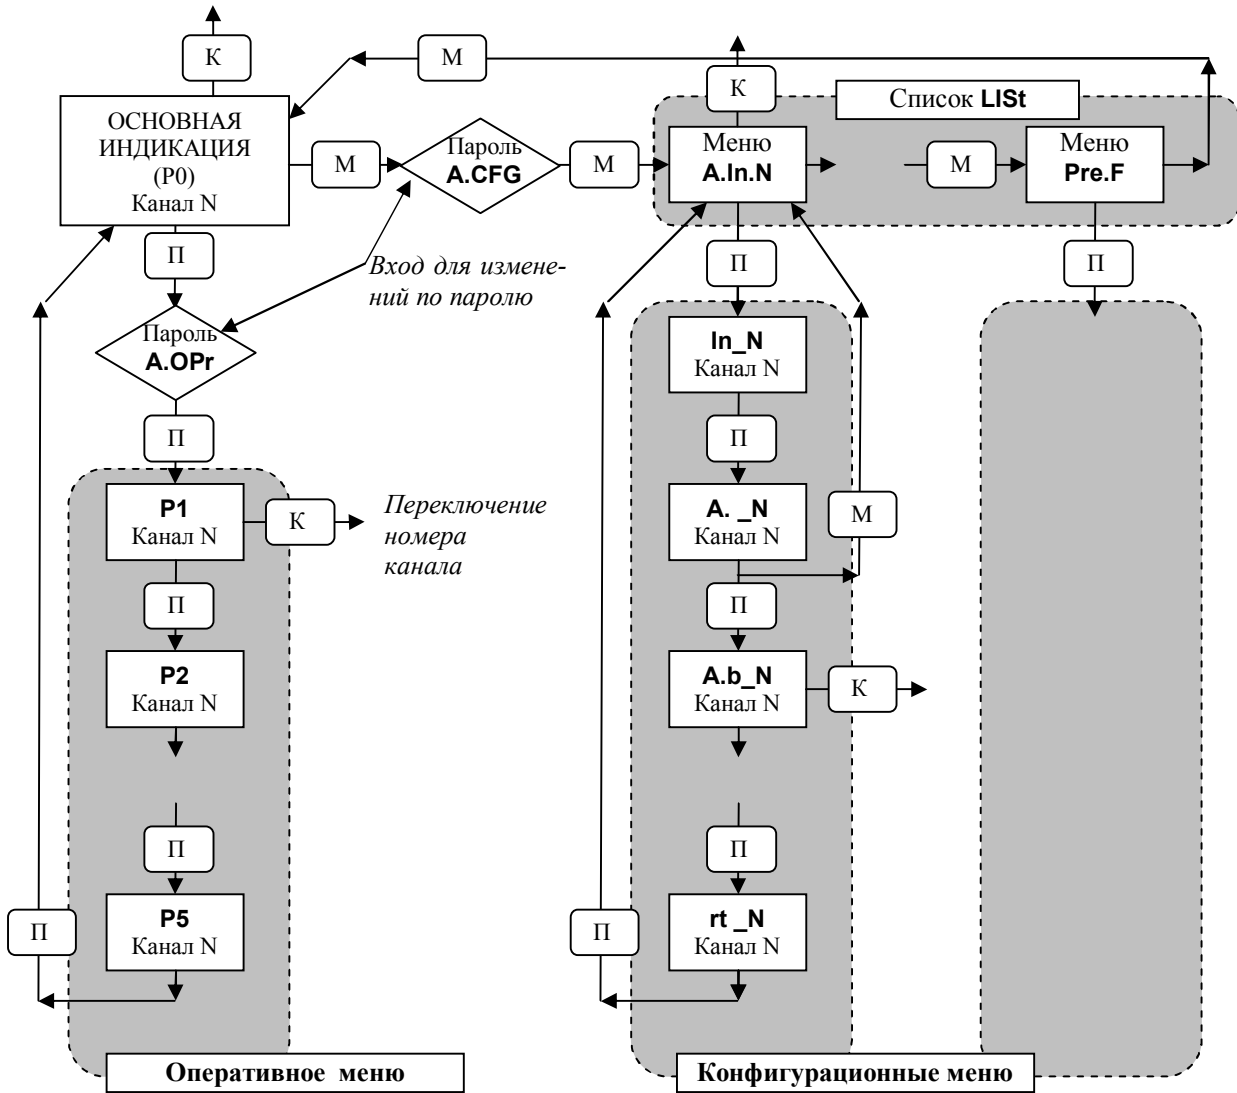 К
М
К
Список LISt
ОСНОВНАЯ
ИНДИКАЦИЯ
(P0)
Канал N
М
Пароль
A.CFG
М
Меню
A.In.N
М
Меню
Pre.F
П
Вход для измене-
ний по паролю
П
П
Пароль
A.OPr
In_N
Канал N
П
П
P1
Канал N
К
Переключение
номера
канала
A. _N
Канал N
М
П
П
P2
Канал N
A.b_N
Канал N
К
П
П
П
P5
Канал N
П
rt _N
Канал N
Оперативное меню
Конфигурационные меню